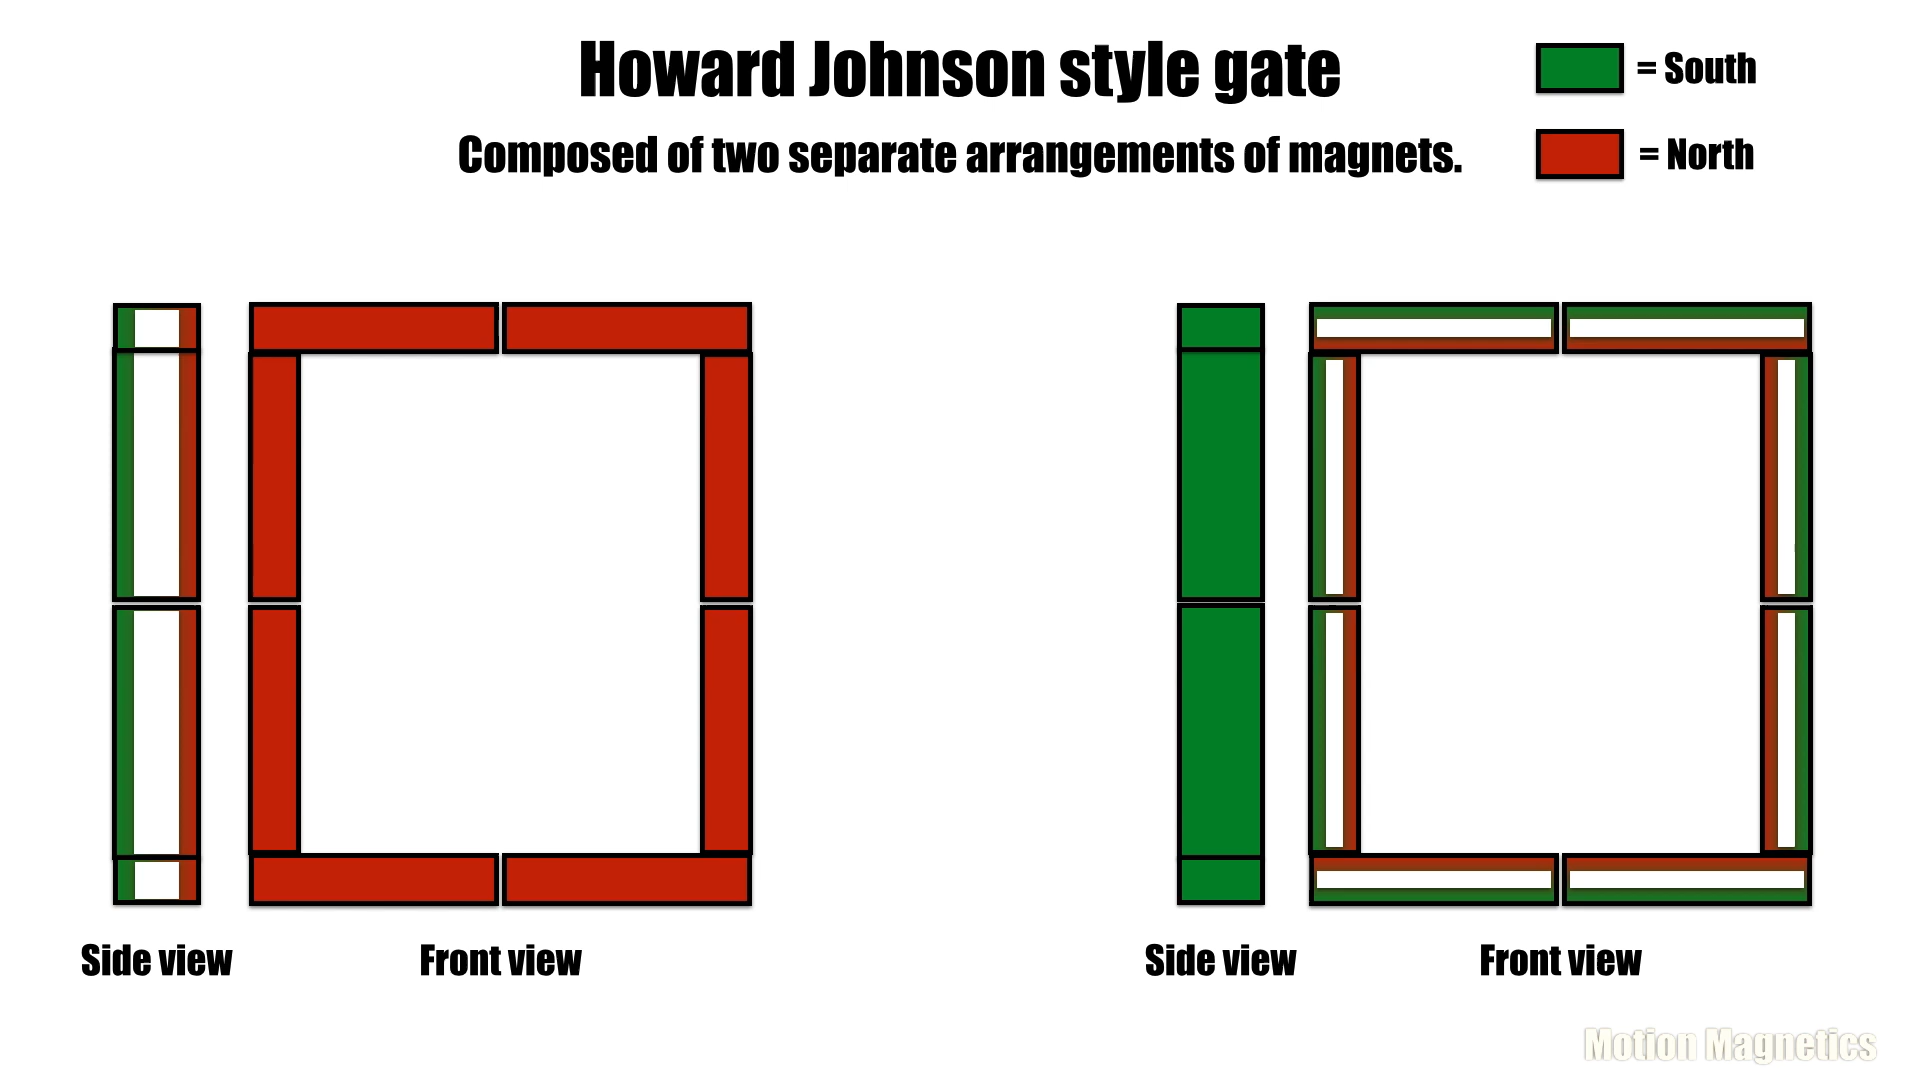 Howard Johnson style gate
= South
Composed of two separate arrangements of magnets.
= North
Side view
Front view
Side view
Front view
Motion Magnetics